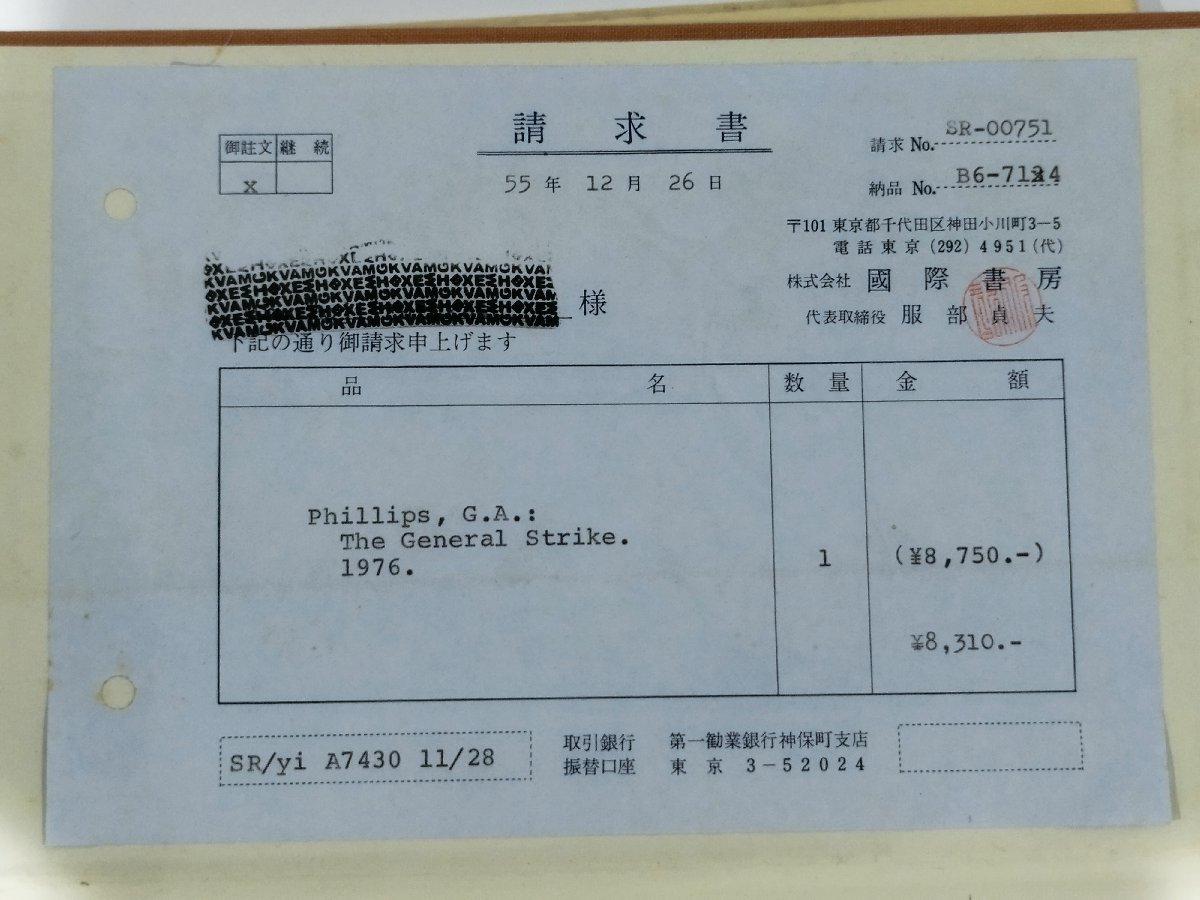 請求書
御註文 継続
x
55年 12月 26日
請求 No. SR-00751
納品 No.
〒101 東京都千代田区神田小川町3-5
電話東京(292)4951(代)
株式会社 國際書房
代表取締役 服部貞夫
様
下記の通り御請求申上げます
品名 数量 金額
Phillips, G.A.:
The General Strike.
1976. 1 (¥8,750.-)
¥8,310.-
SR/yi A7430 11/28
取引銀行 第一勧業銀行神保町支店
振替口座 東京 3-52024